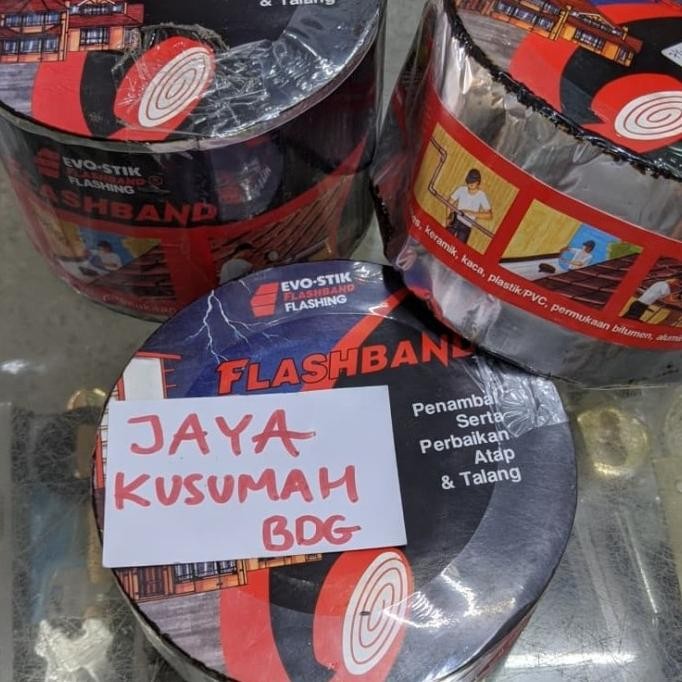 & Talang
EVO-STIK
FLASHBAND
FLASHING
FLASHBAND
keramik, kaca, plastik/PVC, permukaan bitumen,
EVO-STIK
FLASHBAND
FLASHING
FLASHBAND
Penambal
Serta
Perbaikan
Atap
& Talang
JAYA
KUSUMAH
BDG